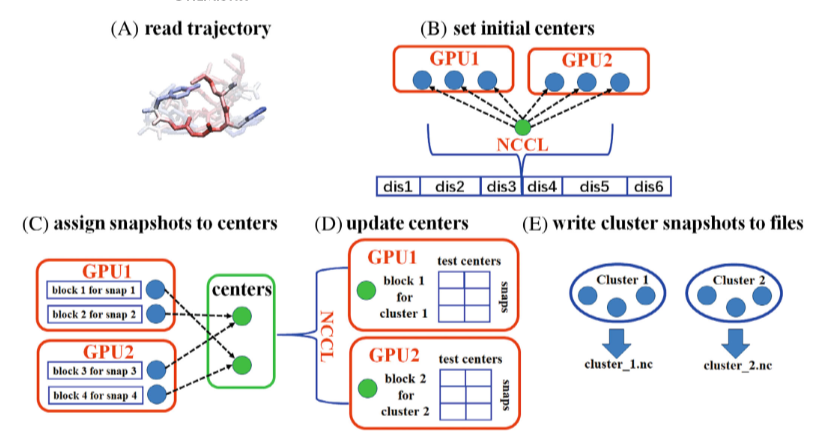 (A) read trajectory
(B) set initial centers
GPU1
GPU2
NCCL
dis1 dis2 dis3 dis4 dis5 dis6
(C) assign snapshots to centers
GPU1
block 1 for snap 1
block 2 for snap 2
GPU2
block 3 for snap 3
block 4 for snap 4
centers
(D) update centers
NCCL
GPU1
block 1
for
cluster 1
test centers
snaps
GPU2
block 2
for
cluster 2
test centers
snaps
(E) write cluster snapshots to files
Cluster 1
Cluster 2
cluster_1.nc
cluster_2.nc